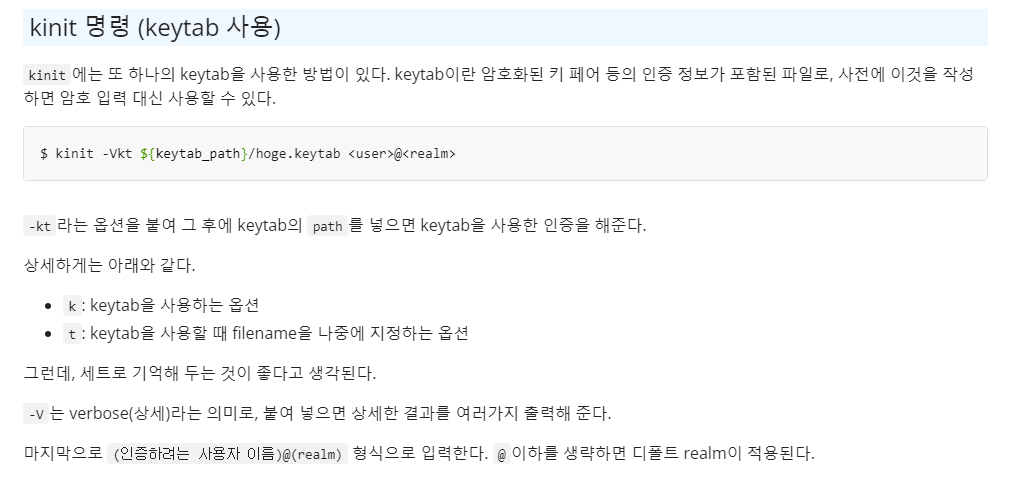 kinit 명령 (keytab 사용)
kinit 에는 또 하나의 keytab을 사용한 방법이 있다. keytab이란 암호화된 키 페어 등의 인증 정보가 포함된 파일로, 사전에 이것을 작성
하면 암호 입력 대신 사용할 수 있다.
$ kinit -Vkt ${keytab_path}/hoge.keytab <user>@<realm>
-kt 라는 옵션을 붙여 그 후에 keytab의 path 를 넣으면 keytab을 사용한 인증을 해준다.
상세하게는 아래와 같다.
• k : keytab을 사용하는 옵션
• t : keytab을 사용할 때 filename을 나중에 지정하는 옵션
그런데, 세트로 기억해 두는 것이 좋다고 생각된다.
-V 는 verbose(상세)라는 의미로, 붙여 넣으면 상세한 결과를 여러가지 출력해 준다.
마지막으로 (인증하려는 사용자 이름)@(realm) 형식으로 입력한다. @ 이하를 생략하면 디폴트 realm이 적용된다.